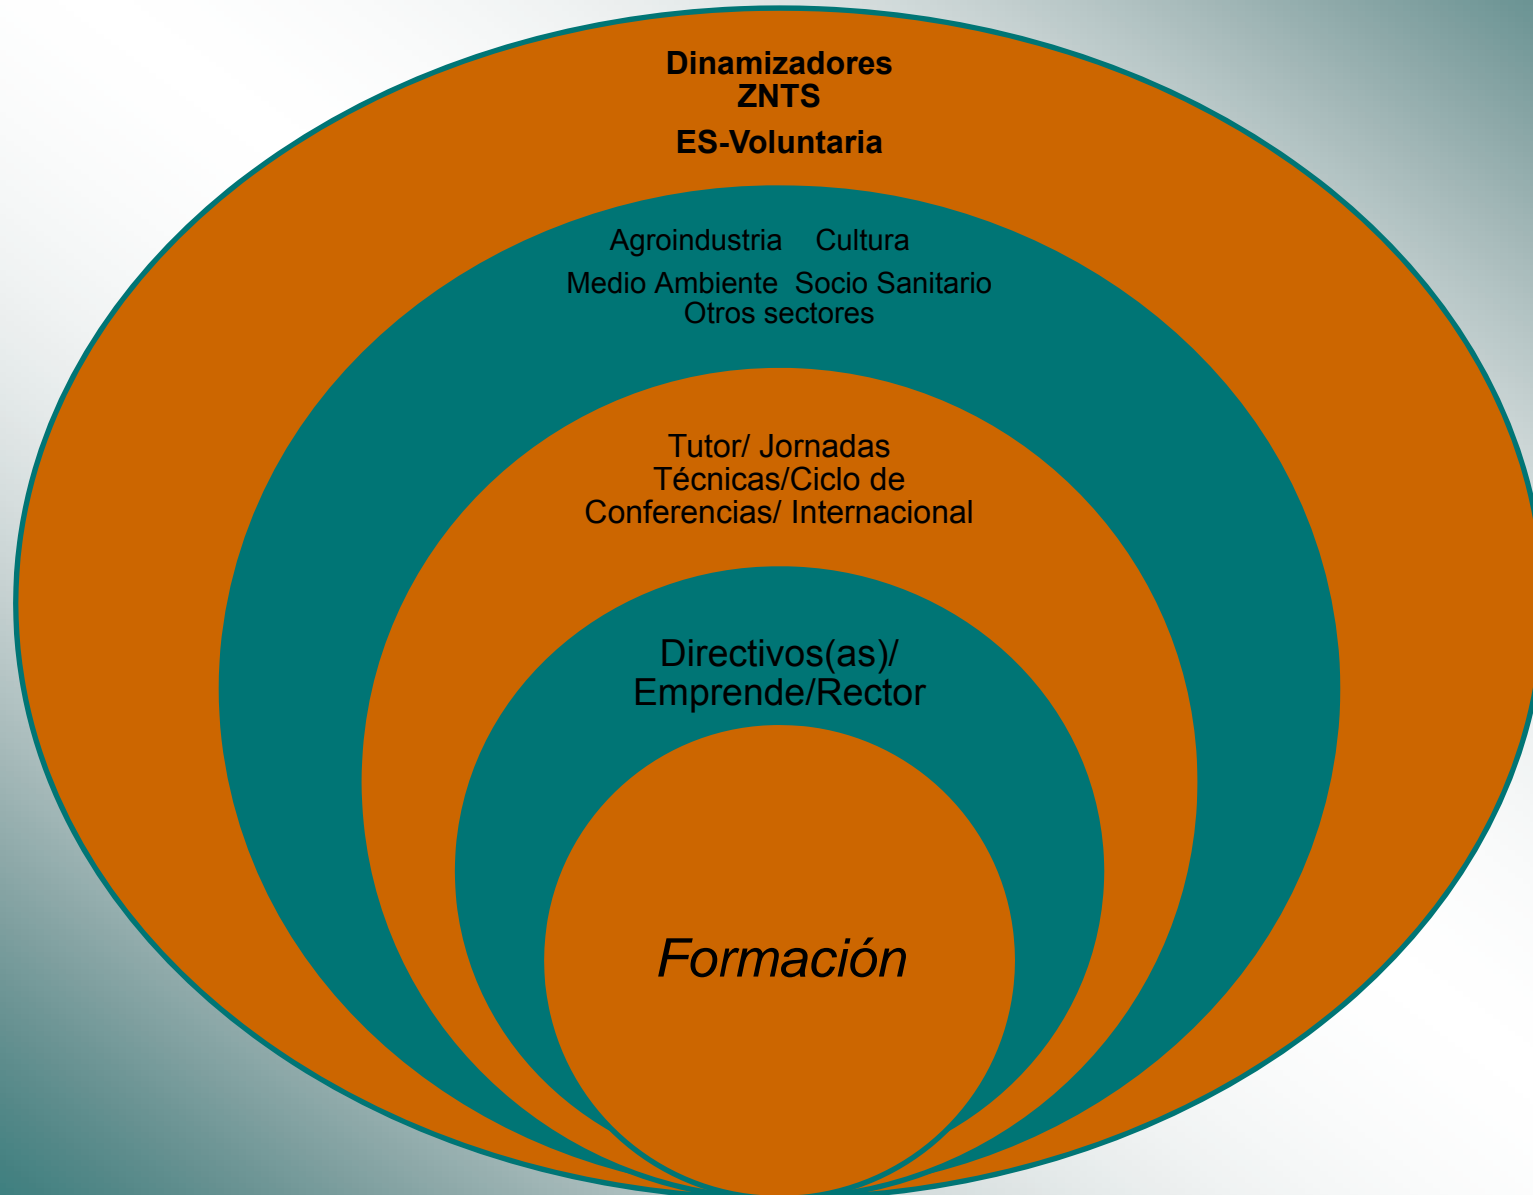 Dinamizadores
ZNTS
ES-Voluntaria
Agroindustria Cultura
Medio Ambiente Socio Sanitario
Otros sectores
Tutor/ Jornadas
Técnicas/Ciclo de
Conferencias/ Internacional
Directivos(as)/
Emprende/Rector
Formación